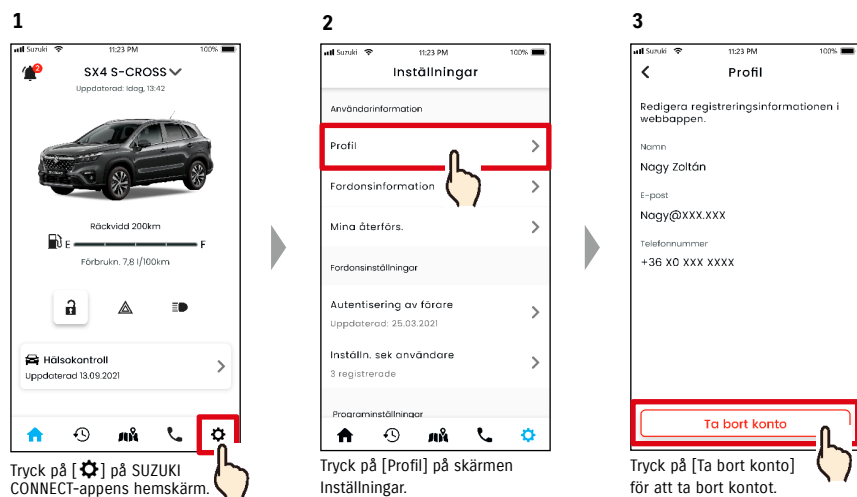 1
Suzuki 11:23 PM 100%
2
SX4 S-CROSS
Uppdaterad: Idag, 13:42
Räckvidd 200km
E F
Förbrukn. 7,8 l/100km
Hälsokontroll
Uppdaterad 13.09.2021
Tryck på [⚙] på SUZUKI
CONNECT-appens hemskärm.
2
Suzuki 11:23 PM 100%
Inställningar
Användarinformation
Profil
Fordonsinformation
Mina återförs.
Fordonsinställningar
Autentisering av förare
Uppdaterad: 25.03.2021
Inställn. sek användare
3 registrerade
Programinställningar
Tryck på [Profil] på skärmen
Inställningar.
3
Suzuki 11:23 PM 100%
Profil
Redigera registreringsinformationen i
webbappen.
Namn
Nagy Zoltán
E-post
Nagy@XXX.XXX
Telefonnummer
+36 X0 XXX XXXX
Ta bort konto
Tryck på [Ta bort konto]
för att ta bort kontot.